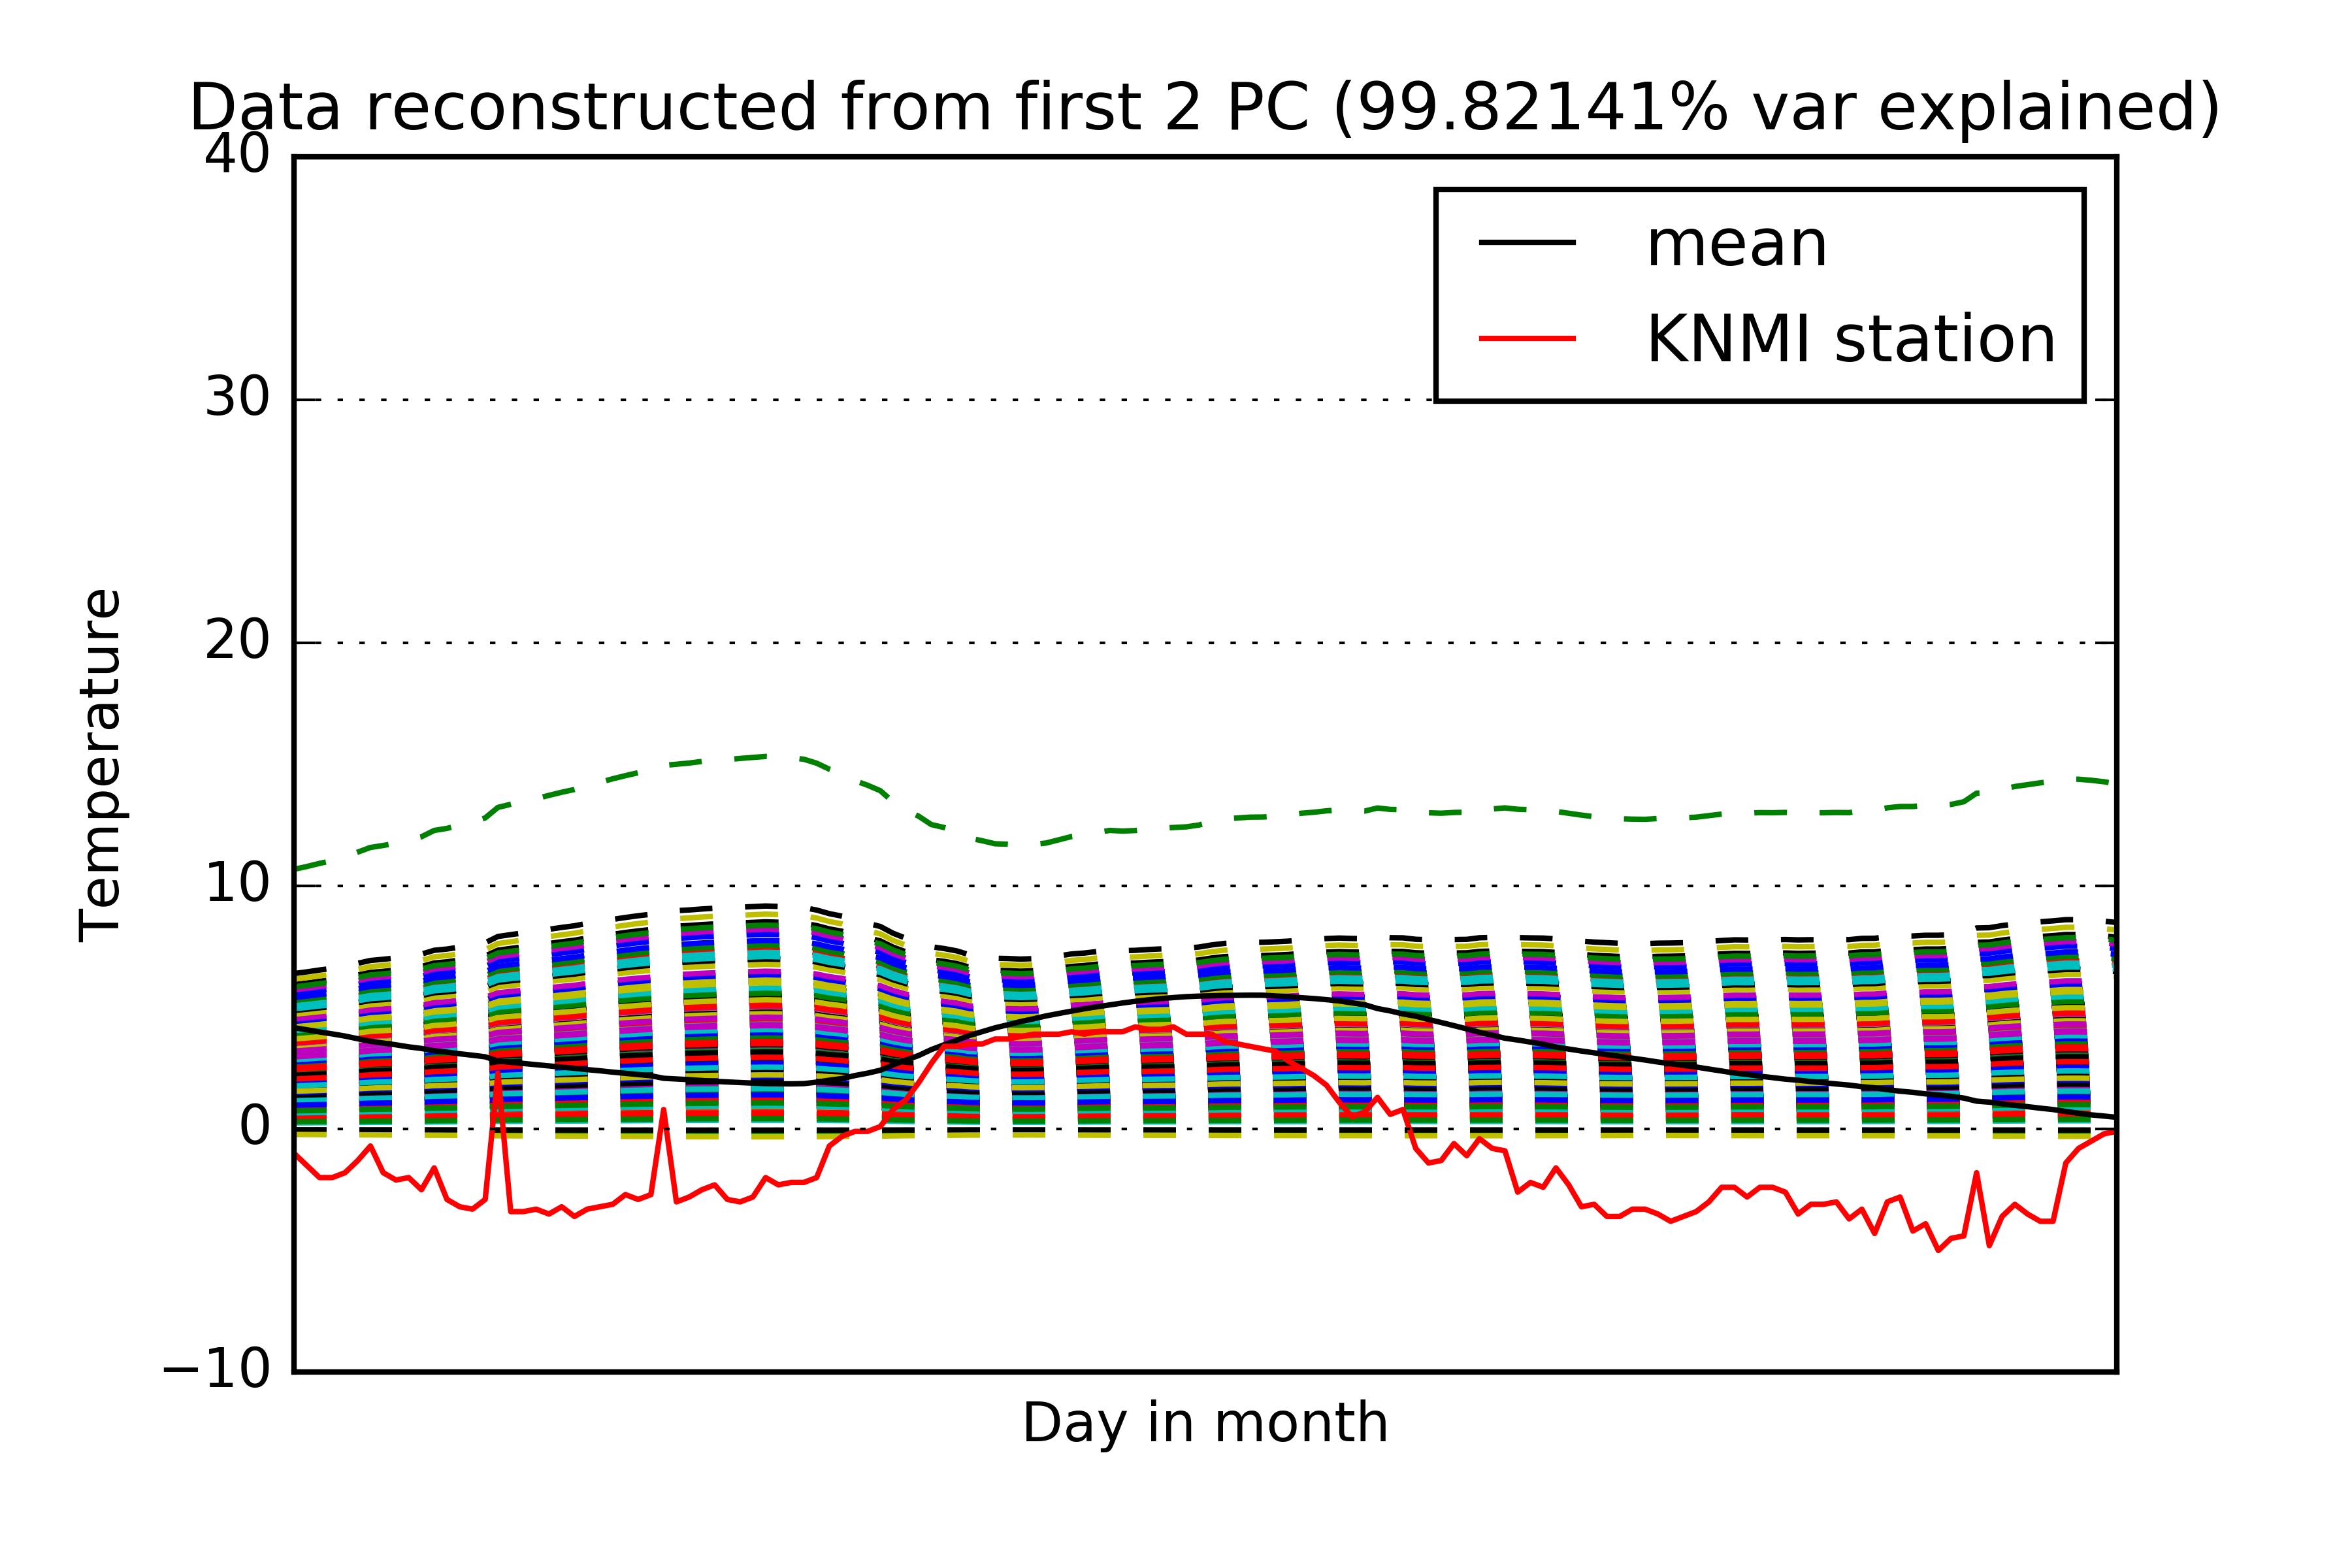 Data reconstructed from first 2 PC (99.82141% var explained)
40
30
20
10
0
−10
Temperature
mean
KNMI station
Day in month